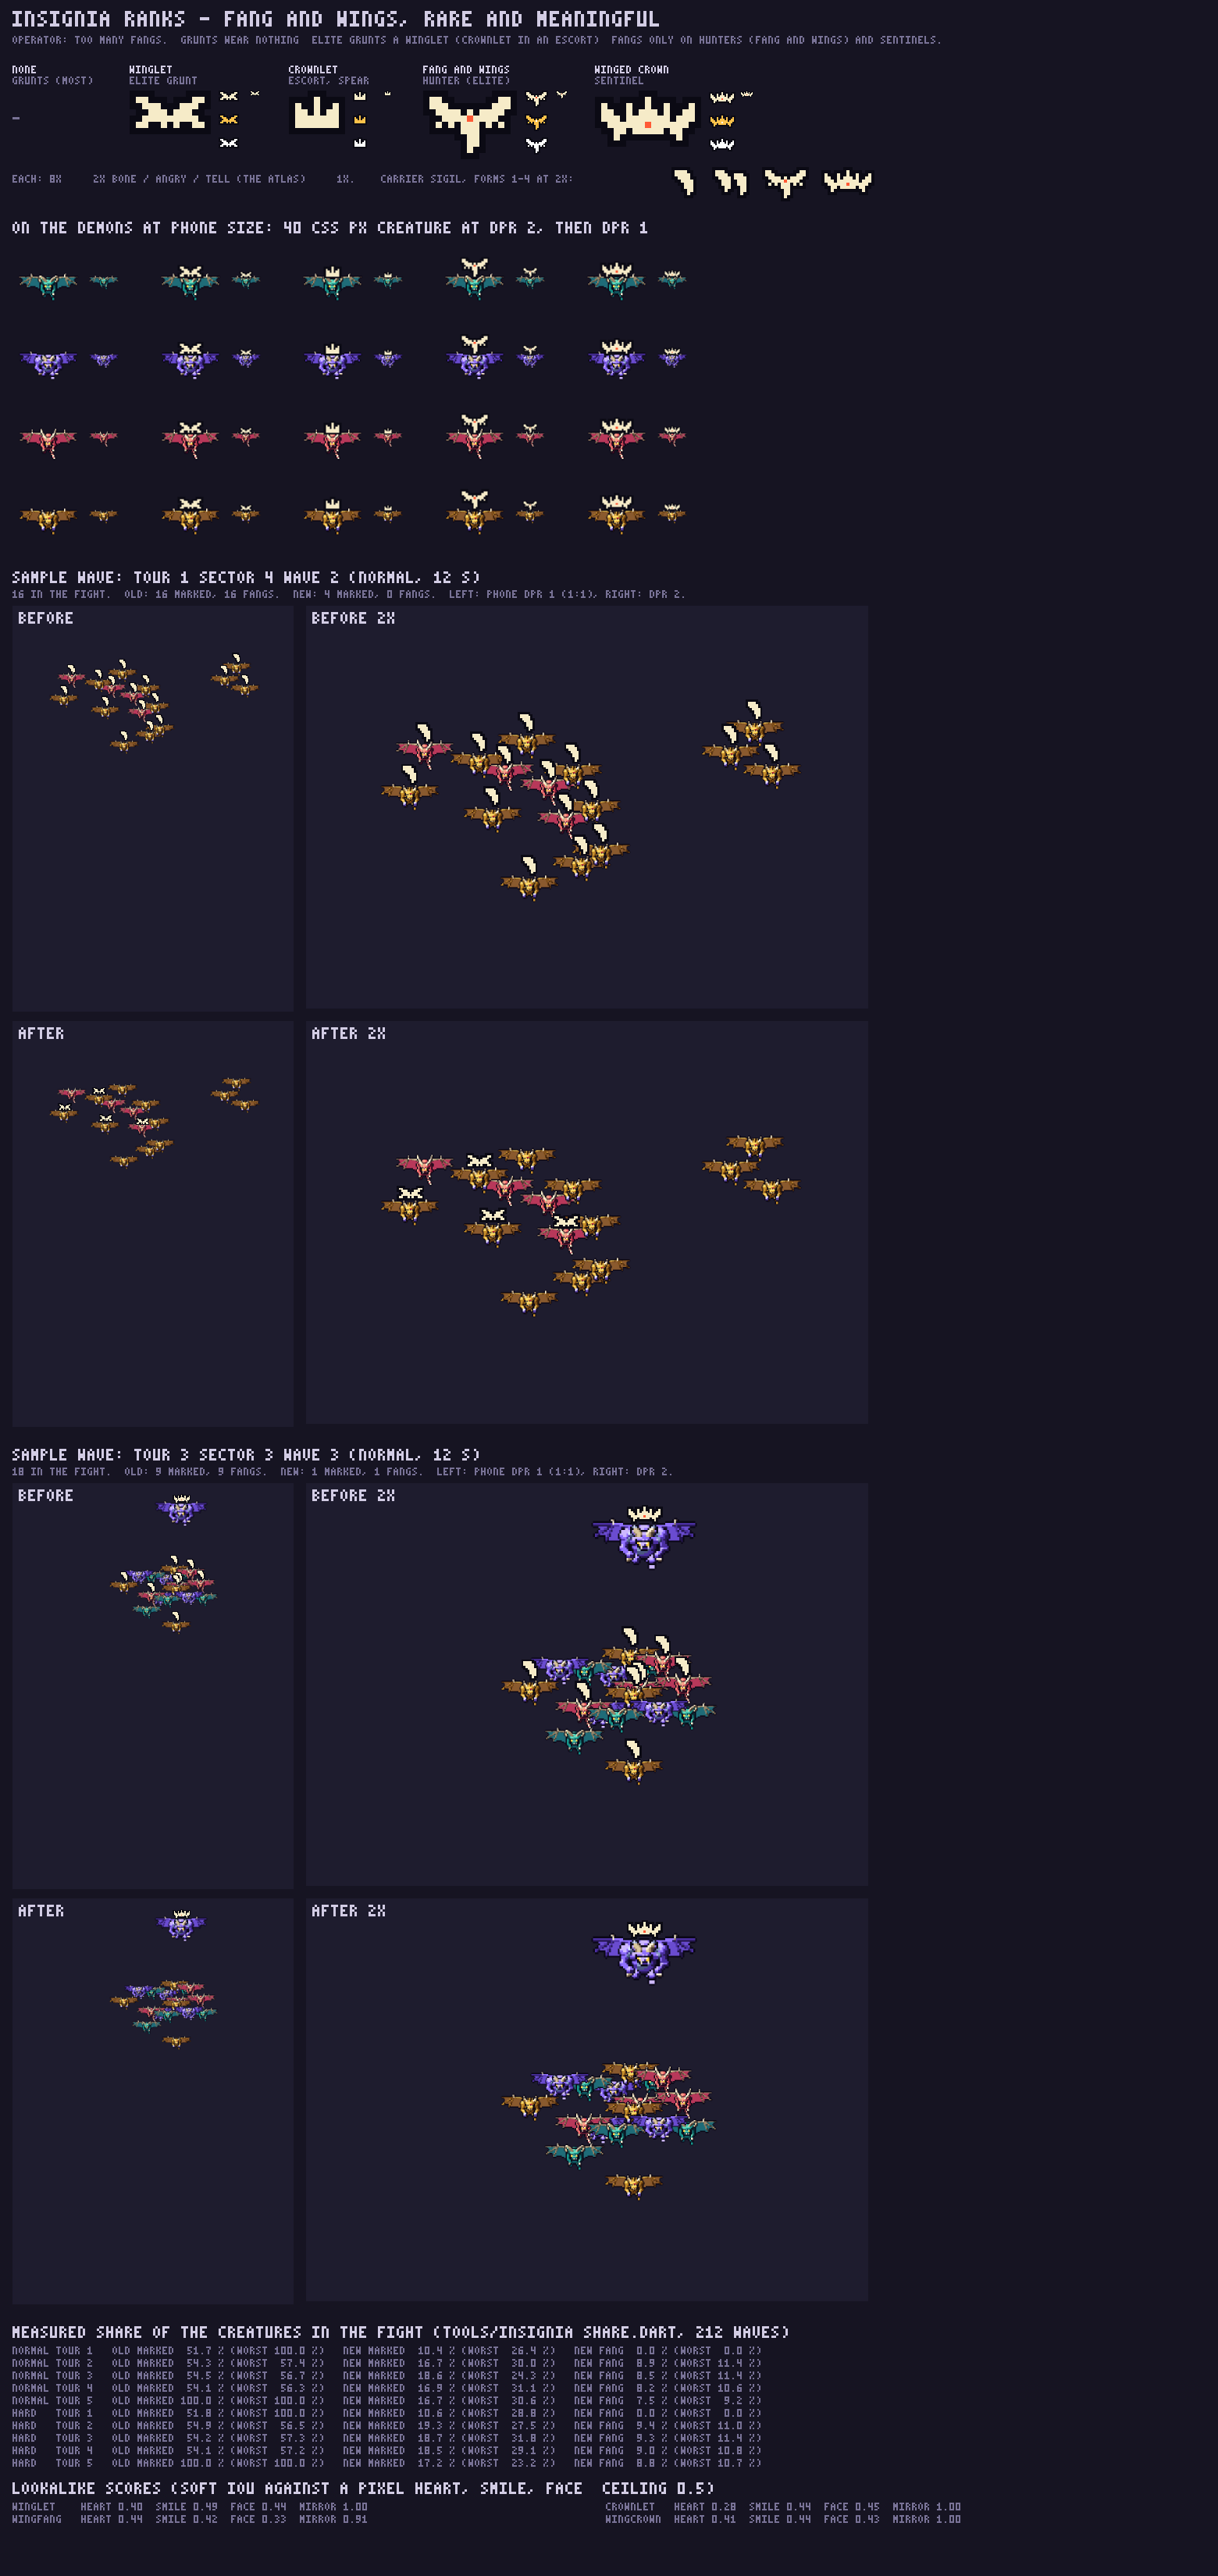 INSIGNIA RANKS - FANG AND WINGS, RARE AND MEANINGFUL
OPERATOR: TOO MANY FANGS. GRUNTS WEAR NOTHING ELITE GRUNTS A WINGLET (CROWNLET IN AN ESCORT) FANGS ONLY ON HUNTERS (FANG AND WINGS) AND SENTINELS.
NONE WINGLET CROWNLET FANG AND WINGS WINGED CROWN
GRUNTS (MOST) ELITE GRUNT ESCORT, SPEAR HUNTER (ELITE) SENTINEL
-
EACH: 8X 2X BONE / ANGRY / TELL (THE ATLAS) 1X. CARRIER SIGIL, FORMS 1-4 AT 2X:
ON THE DEMONS AT PHONE SIZE: 40 CSS PX CREATURE AT DPR 2, THEN DPR 1
SAMPLE WAVE: TOUR 1 SECTOR 4 WAVE 2 (NORMAL, 12 S)
16 IN THE FIGHT. OLD: 16 MARKED, 16 FANGS. NEW: 4 MARKED, 0 FANGS. LEFT: PHONE DPR 1 (1:1), RIGHT: DPR 2.
BEFORE BEFORE 2X
AFTER AFTER 2X
SAMPLE WAVE: TOUR 3 SECTOR 3 WAVE 3 (NORMAL, 12 S)
18 IN THE FIGHT. OLD: 9 MARKED, 9 FANGS. NEW: 1 MARKED, 1 FANGS. LEFT: PHONE DPR 1 (1:1), RIGHT: DPR 2.
BEFORE BEFORE 2X
AFTER AFTER 2X
MEASURED SHARE OF THE CREATURES IN THE FIGHT (TOOLS/INSIGNIA SHARE.DART, 212 WAVES)
NORMAL TOUR 1 OLD MARKED 51.7 % (WORST 100.0 %) NEW MARKED 10.4 % (WORST 26.4 %) NEW FANG 0.0 % (WORST 0.0 %)
NORMAL TOUR 2 OLD MARKED 54.3 % (WORST 57.4 %) NEW MARKED 16.7 % (WORST 30.0 %) NEW FANG 8.9 % (WORST 11.4 %)
NORMAL TOUR 3 OLD MARKED 54.5 % (WORST 56.7 %) NEW MARKED 18.6 % (WORST 24.3 %) NEW FANG 8.5 % (WORST 11.4 %)
NORMAL TOUR 4 OLD MARKED 54.1 % (WORST 56.3 %) NEW MARKED 16.9 % (WORST 31.1 %) NEW FANG 8.2 % (WORST 10.6 %)
NORMAL TOUR 5 OLD MARKED 100.0 % (WORST 100.0 %) NEW MARKED 16.7 % (WORST 30.6 %) NEW FANG 7.5 % (WORST 9.2 %)
HARD TOUR 1 OLD MARKED 51.8 % (WORST 100.0 %) NEW MARKED 10.6 % (WORST 28.8 %) NEW FANG 0.0 % (WORST 0.0 %)
HARD TOUR 2 OLD MARKED 54.9 % (WORST 56.5 %) NEW MARKED 19.3 % (WORST 27.5 %) NEW FANG 9.4 % (WORST 11.0 %)
HARD TOUR 3 OLD MARKED 54.2 % (WORST 57.3 %) NEW MARKED 18.7 % (WORST 31.8 %) NEW FANG 9.3 % (WORST 11.4 %)
HARD TOUR 4 OLD MARKED 54.1 % (WORST 57.2 %) NEW MARKED 18.5 % (WORST 29.1 %) NEW FANG 9.0 % (WORST 10.8 %)
HARD TOUR 5 OLD MARKED 100.0 % (WORST 100.0 %) NEW MARKED 17.2 % (WORST 23.2 %) NEW FANG 8.8 % (WORST 10.7 %)
LOOKALIKE SCORES (SOFT IOU AGAINST A PIXEL HEART, SMILE, FACE CEILING 0.5)
WINGLET HEART 0.40 SMILE 0.49 FACE 0.44 MIRROR 1.00 CROWNLET HEART 0.28 SMILE 0.44 FACE 0.45 MIRROR 1.00
WINGFANG HEART 0.44 SMILE 0.42 FACE 0.33 MIRROR 0.91 WINGCROWN HEART 0.41 SMILE 0.44 FACE 0.43 MIRROR 1.00